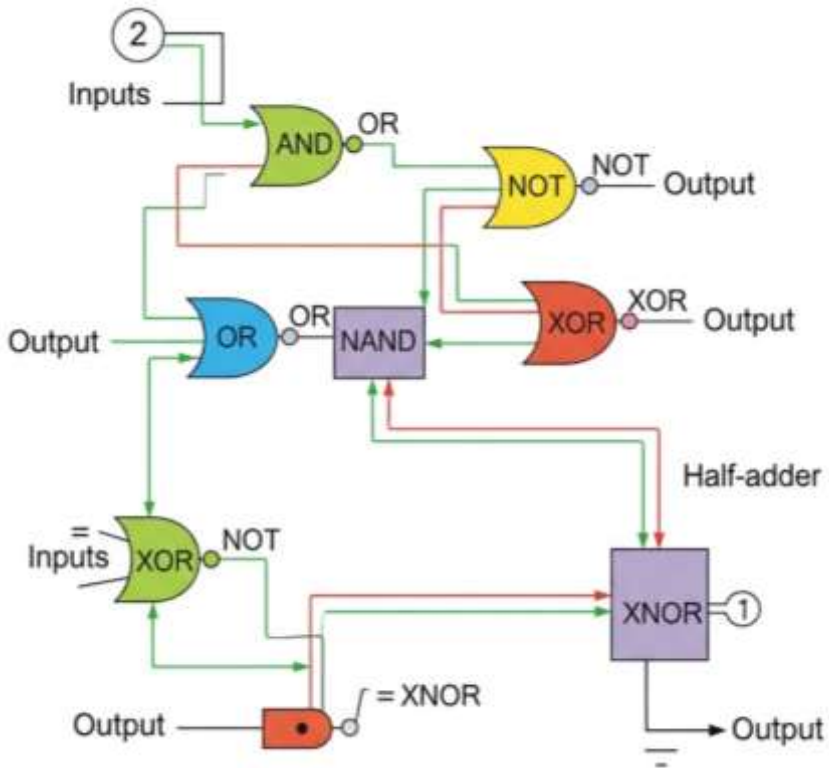 2
Inputs
AND
OR
NOT
NOT
Output
Output
OR
OR
NAND
XOR
XOR
Output
Half-adder
=
Inputs
XOR
NOT
XNOR
1
Output
= XNOR
Output